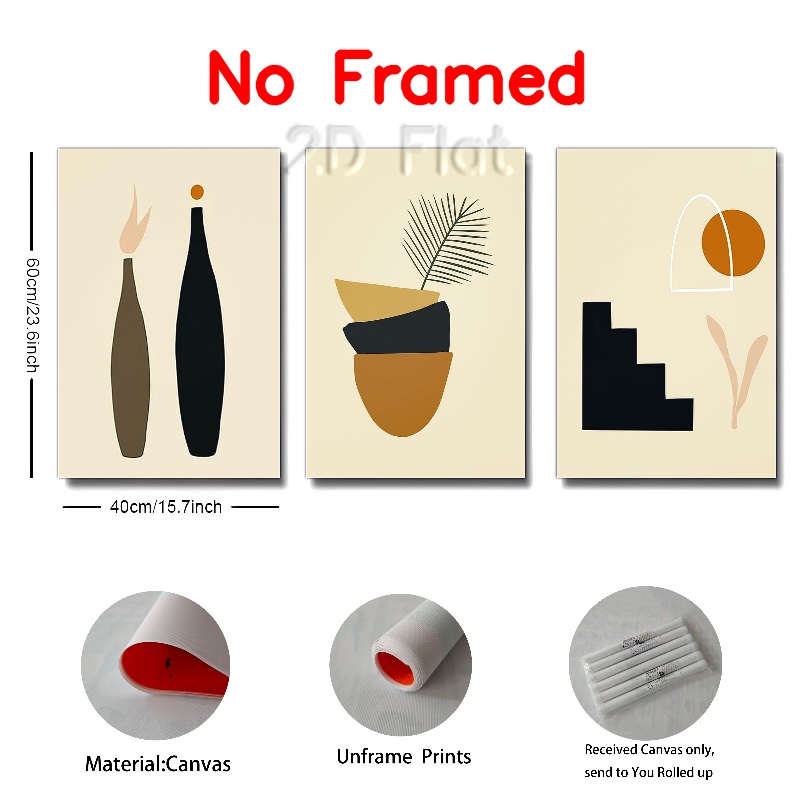 No Framed
2D Flat
60cm/23.6inch
40cm/15.7inch
Material:Canvas
Unframe Prints
Received Canvas only,
send to You Rolled up